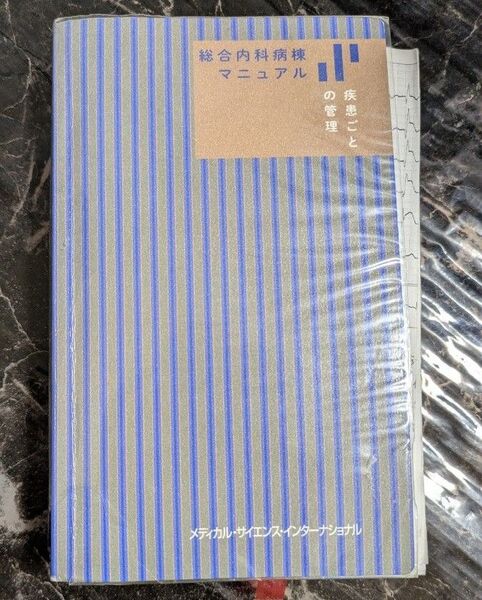 総合内科病棟
マニュアル
疾患ごと
の管理
メディカル・サイエンス・インターナショナル